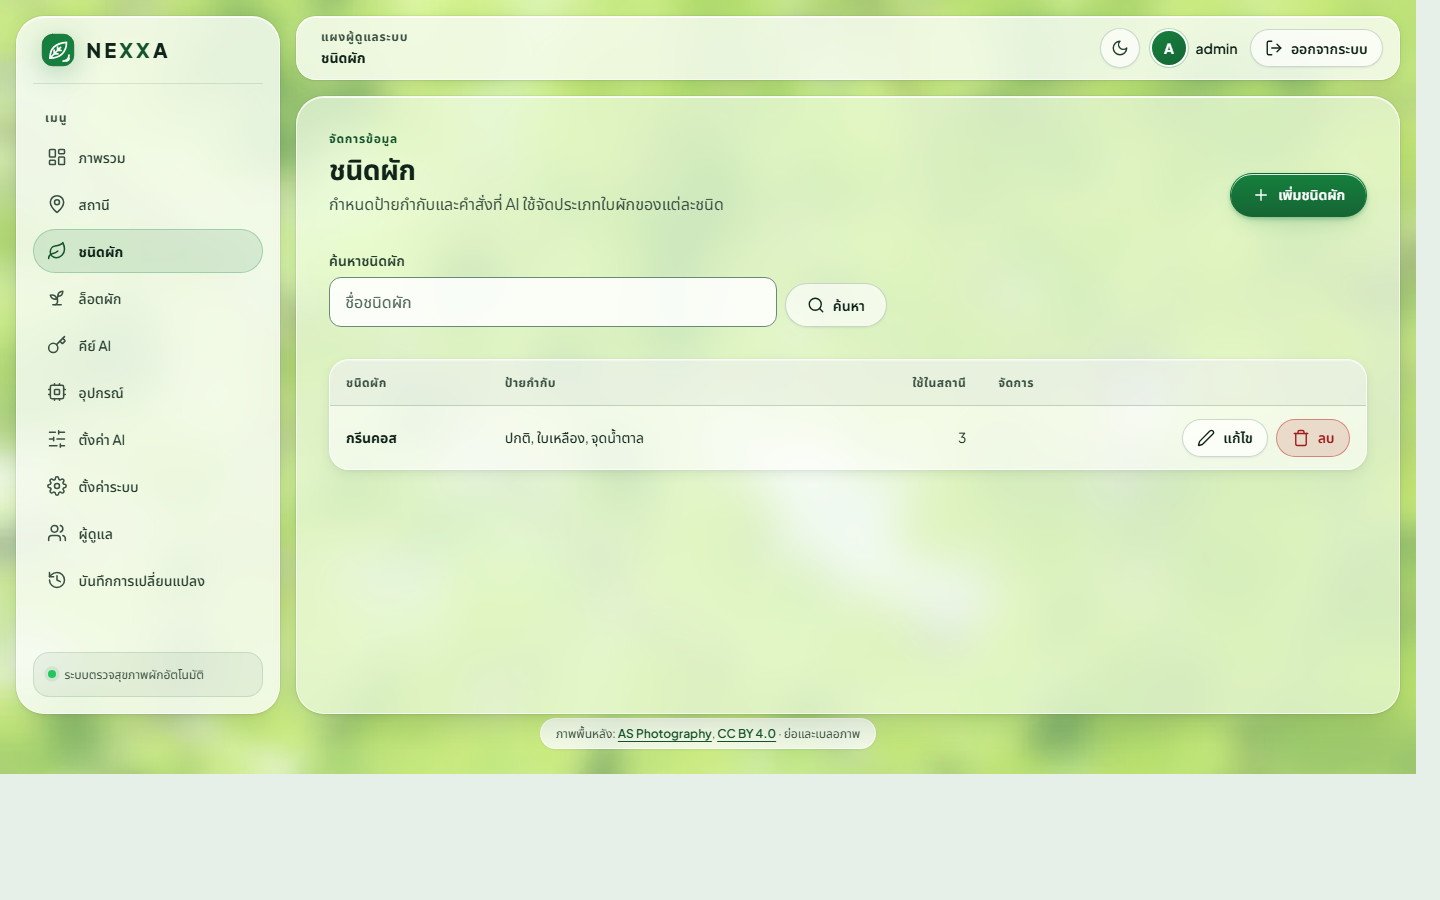 NEXXA
เมนู
ภาพรวม
สถานี
ชนิดผัก
ล็อตผัก
คีย์ AI
อุปกรณ์
ตั้งค่า AI
ตั้งค่าระบบ
ผู้ดูแล
บันทึกการเปลี่ยนแปลง
ระบบตรวจสุขภาพผักอัตโนมัติ
แผงผู้ดูแลระบบ
ชนิดผัก
A admin ออกจากระบบ
จัดการข้อมูล
ชนิดผัก
กำหนดป้ายกำกับและคำสั่งที่ AI ใช้จัดประเภทใบผักของแต่ละชนิด
เพิ่มชนิดผัก
ค้นหาชนิดผัก
ชื่อชนิดผัก ค้นหา
ชนิดผัก ป้ายกำกับ ใช้ในสถานี จัดการ
กรีนคอส ปกติ, ใบเหลือง, จุดน้ำตาล 3 แก้ไข ลบ
ภาพพื้นหลัง: AS Photography, CC BY 4.0 · ย่อและเบลอภาพ